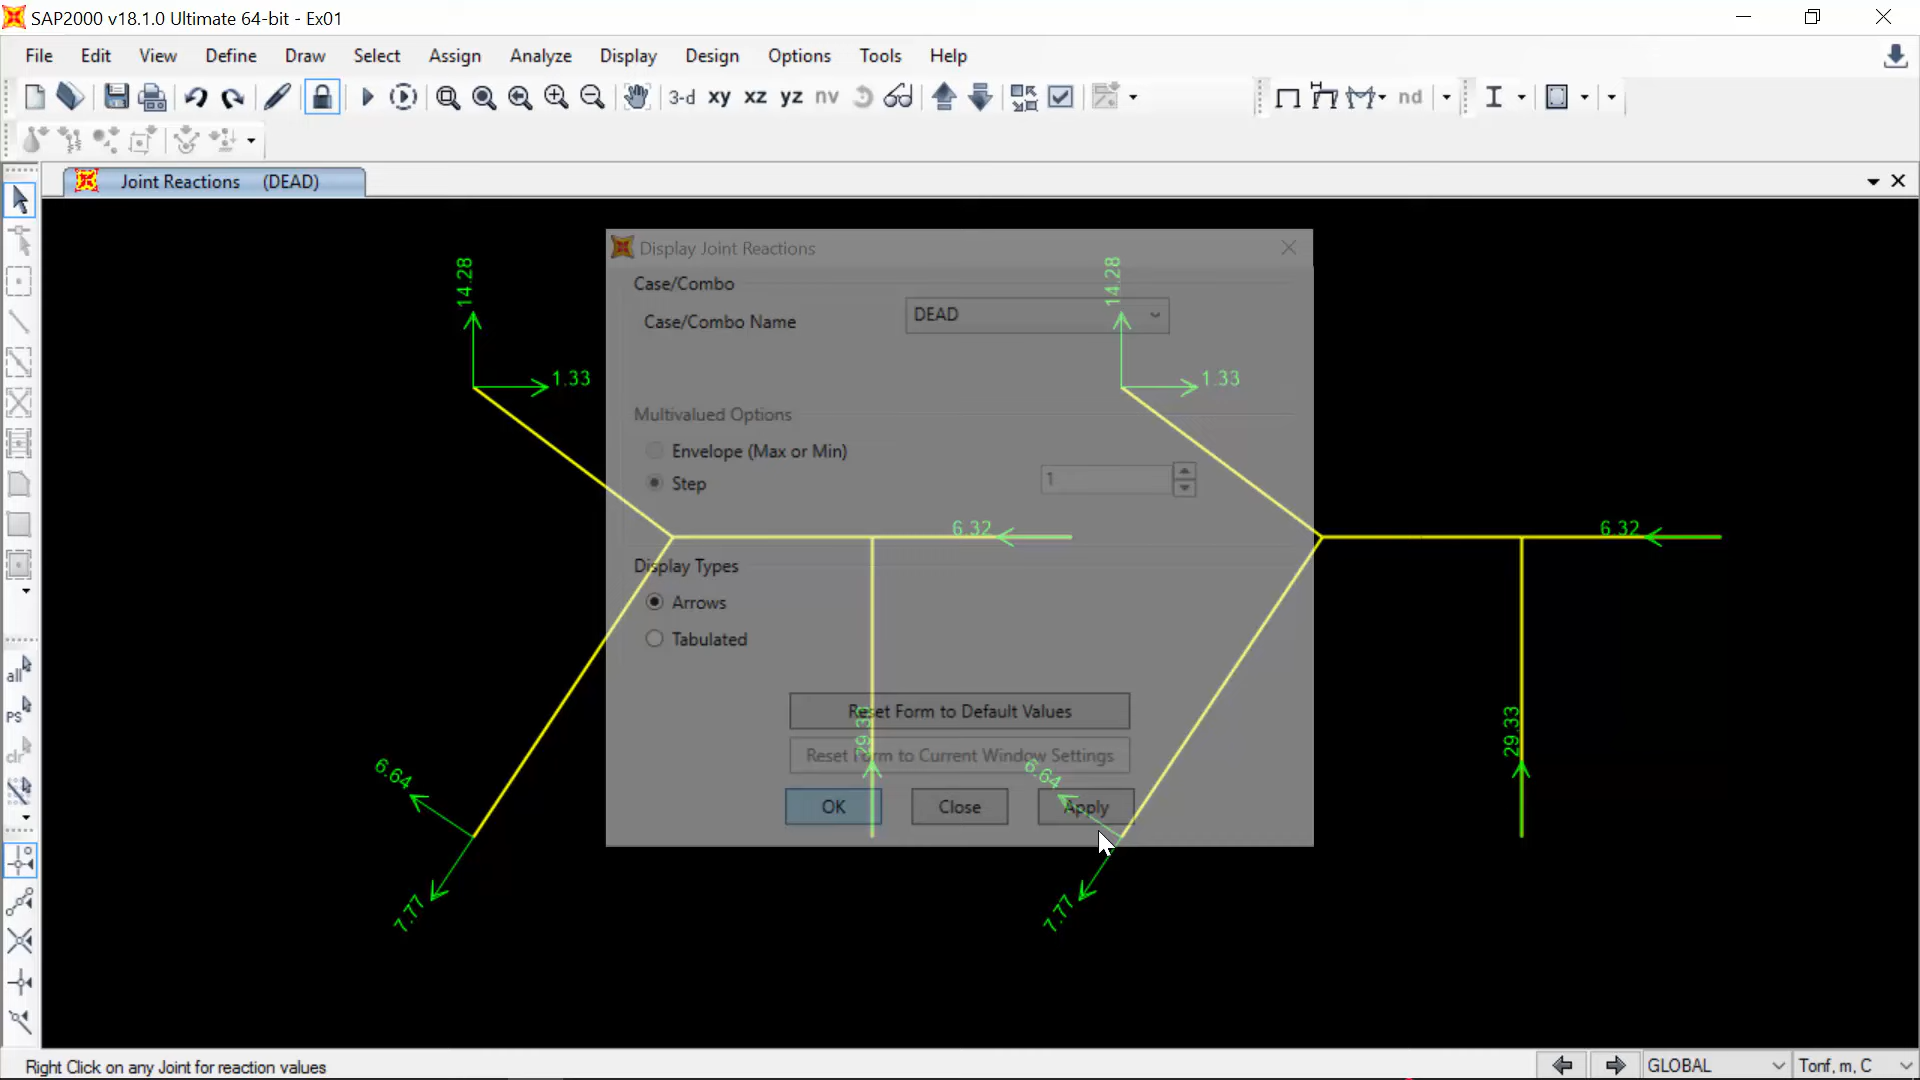 SAP2000 v18.1.0 Ultimate 64-bit - Ex01
File Edit View Define Draw Select Assign Analyze Display Design Options Tools Help
3-d xy xz yz nv nd
Joint Reactions (DEAD)
Display Joint Reactions
Case/Combo
Case/Combo Name DEAD
Multivalued Options
Envelope (Max or Min)
Step 1
Display Types
Arrows
Tabulated
Reset Form to Default Values
Reset Form to Current Window Settings
OK Close Apply
14.28
1.33
6.32
29.33
6.64
7.77
14.28
1.33
6.32
29.33
6.64
7.77
all
PS
clr
Right Click on any Joint for reaction values
GLOBAL
Tonf, m, C